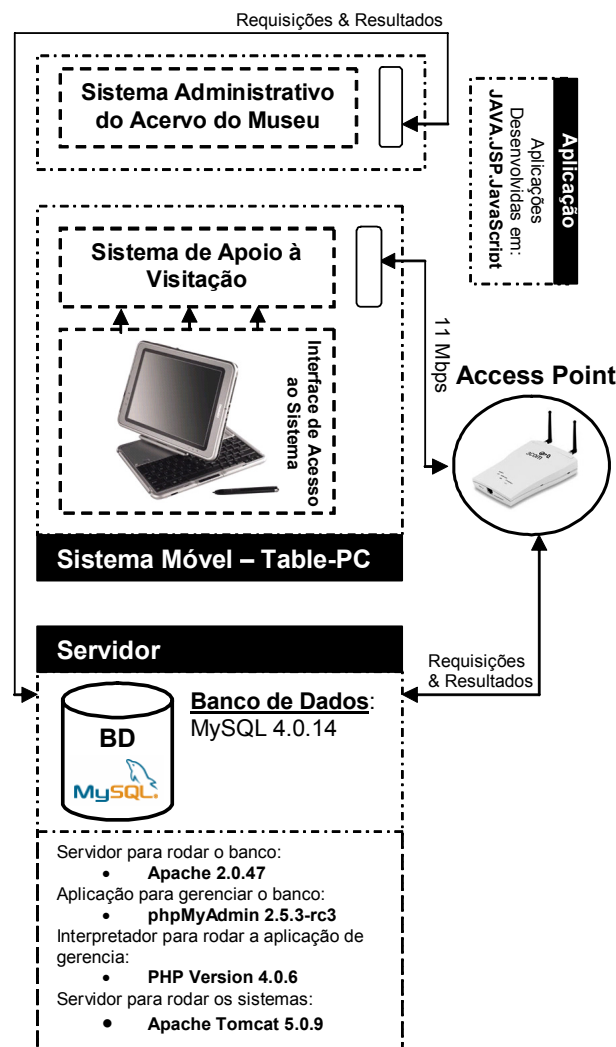 Requisições & Resultados
Sistema Administrativo
do Acervo do Museu
Aplicação
Aplicações
Desenvolvidas em:
JAVA.JSP.JavaScript
Sistema de Apoio à
Visitação
Interface de Acesso
ao Sistema
11 Mbps
Access Point
3com
Sistema Móvel – Table-PC
Servidor
Requisições
& Resultados
BD
MySQL.
Banco de Dados:
MySQL 4.0.14
Servidor para rodar o banco:
• Apache 2.0.47
Aplicação para gerenciar o banco:
• phpMyAdmin 2.5.3-rc3
Interpretador para rodar a aplicação de
gerencia:
• PHP Version 4.0.6
Servidor para rodar os sistemas:
• Apache Tomcat 5.0.9